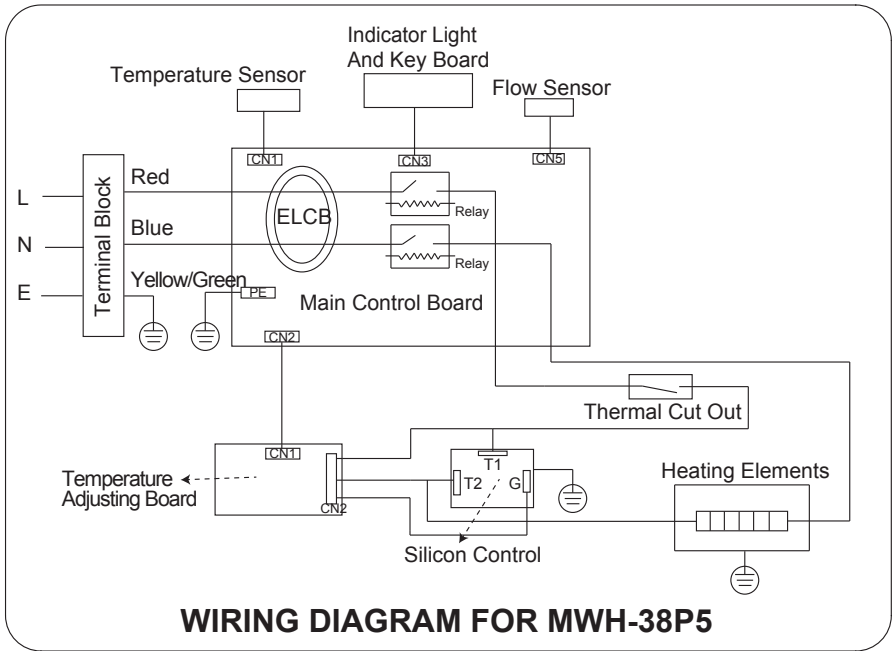 Indicator Light
And Key Board
Temperature Sensor
Flow Sensor
CN1
CN3
CN5
Terminal Block
L
Red
ELCB
Relay
N
Blue
Relay
E
Yellow/Green
PE
Main Control Board
CN2
Thermal Cut Out
CN1
T1
Temperature
Adjusting Board
T2
G
Heating Elements
CN2
Silicon Control
WIRING DIAGRAM FOR MWH-38P5